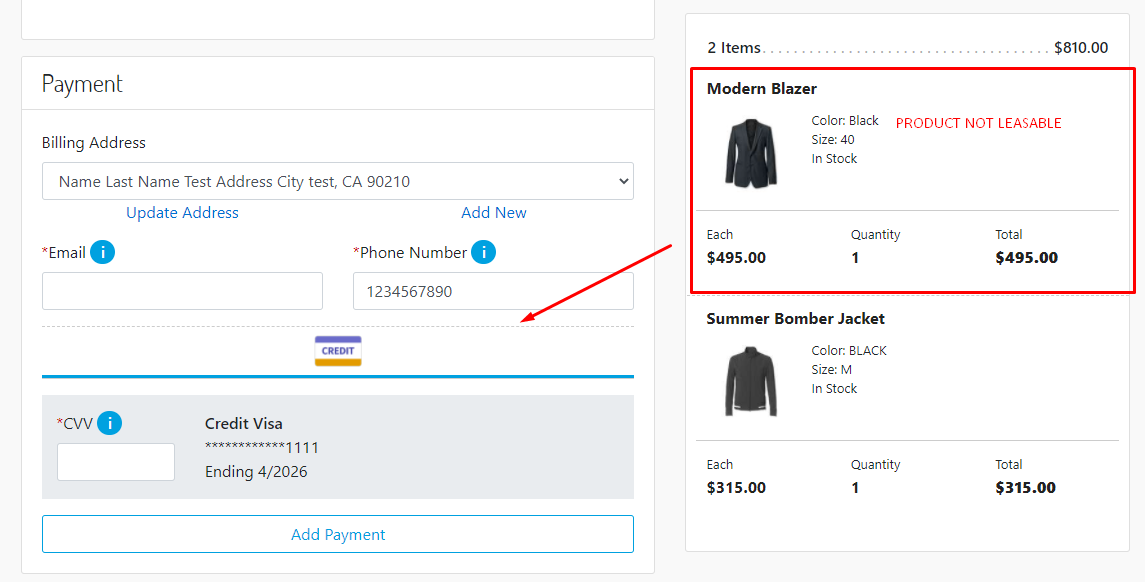 Payment
Billing Address
Name Last Name Test Address City test, CA 90210
Update Address Add New
*Email i *Phone Number i
1234567890
CREDIT
*CVV i Credit Visa
************1111
Ending 4/2026
Add Payment
2 Items. . . . . . . . . . . . . . . . . . . . . . . . . . . . . . . . . . . . . . $810.00
Modern Blazer
Color: Black PRODUCT NOT LEASABLE
Size: 40
In Stock
Each Quantity Total
$495.00 1 $495.00
Summer Bomber Jacket
Color: BLACK
Size: M
In Stock
Each Quantity Total
$315.00 1 $315.00